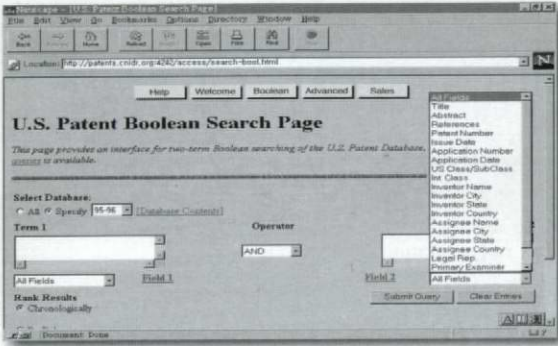 Netscape - [U.S. Patent Boolean Search Page]
File Edit View Go Bookmarks Options Directory Window Help
Back Home Reload Open Print Find
Location: http://patents.cnidr.org:4242/access/search-bool.html
Help Welcome Boolean Advanced Sales
U.S. Patent Boolean Search Page
This page provides an interface for two-term Boolean searching of the U.S. Patent Database,
is available.
Select Database:
All Specify 95-96 [Database Contents]
Term 1
Operator
AND
All Fields
Field 1
Field 2
All Fields
Title
Abstract
References
Patent Number
Issue Date
Application Number
Application Date
US Class/SubClass
Int. Class
Inventor Name
Inventor City
Inventor State
Inventor Country
Assignee Name
Assignee City
Assignee State
Assignee Country
Legal Rep.
Primary Examiner
All Fields
Rank Results
Chronologically
Submit Query Clear Entries
Document: Done